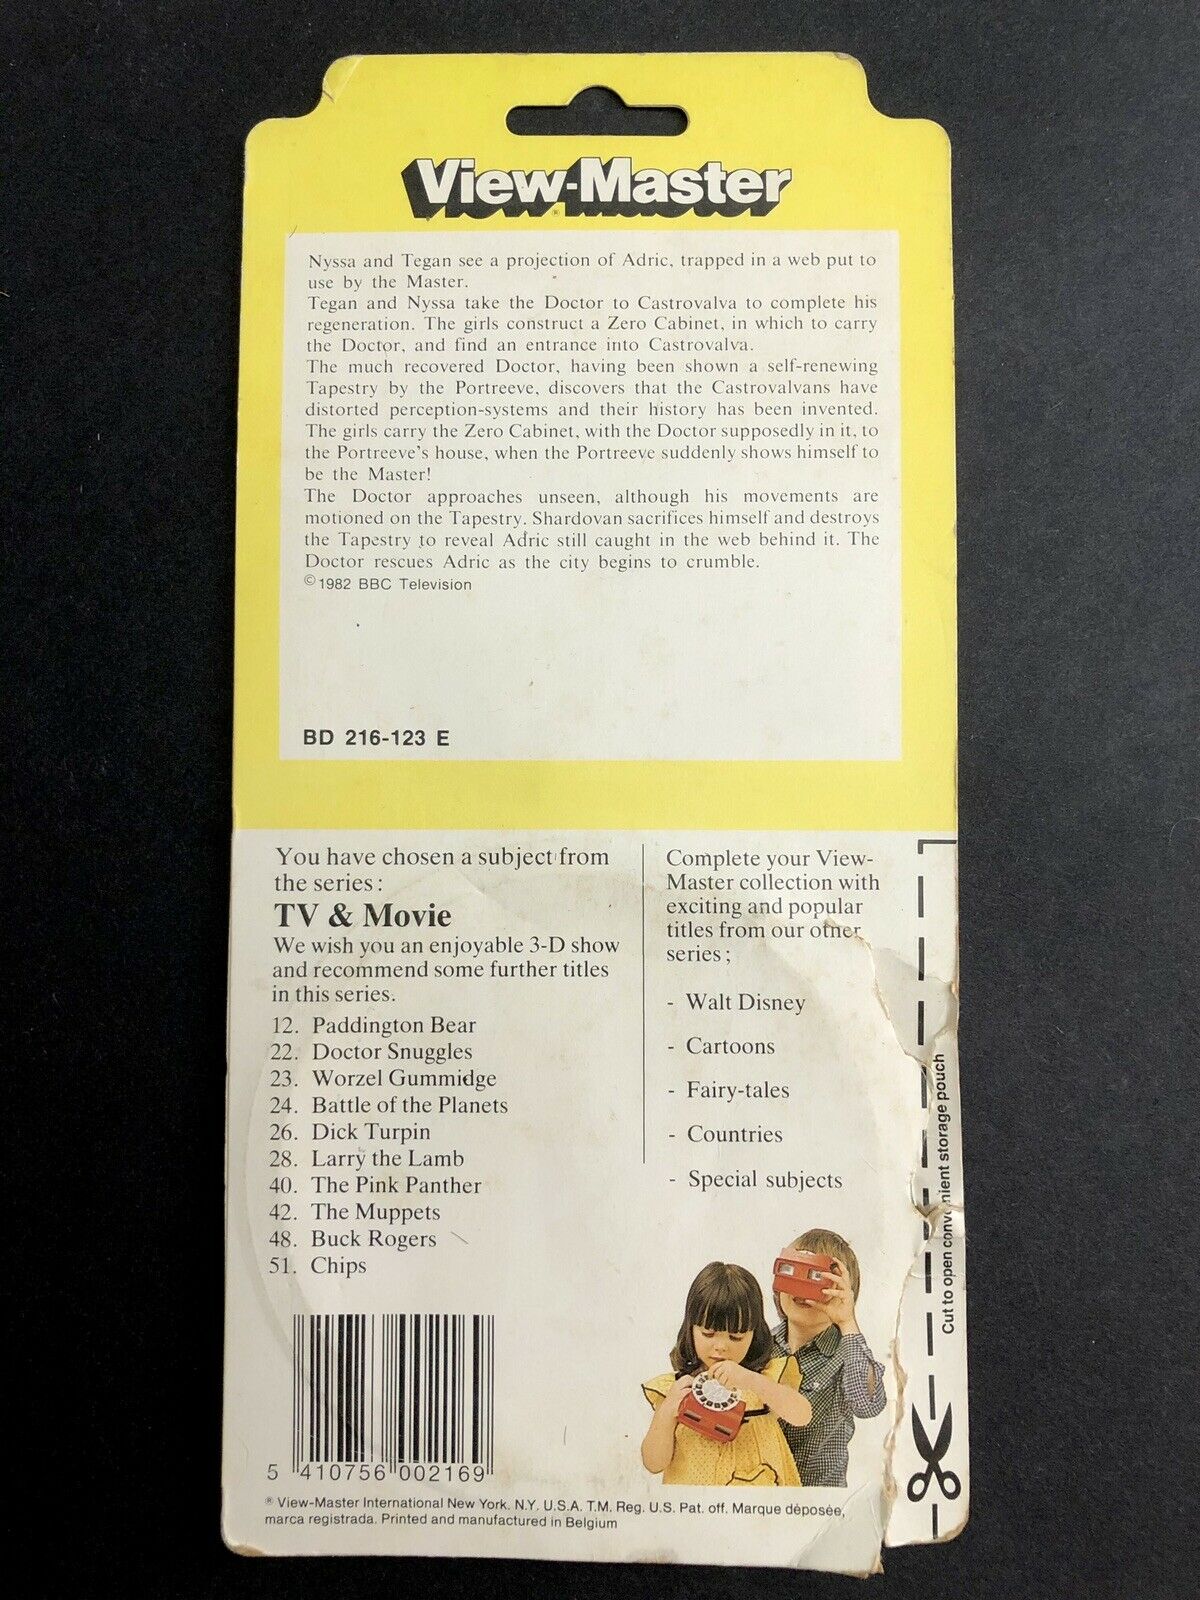 View-Master
®
Nyssa and Tegan see a projection of Adric, trapped in a web put to
use by the Master.
Tegan and Nyssa take the Doctor to Castrovalva to complete his
regeneration. The girls construct a Zero Cabinet, in which to carry
the Doctor, and find an entrance into Castrovalva.
The much recovered Doctor, having been shown a self-renewing
Tapestry by the Portreeve, discovers that the Castrovalvans have
distorted perception-systems and their history has been invented.
The girls carry the Zero Cabinet, with the Doctor supposedly in it, to
the Portreeve's house, when the Portreeve suddenly shows himself to
be the Master!
The Doctor approaches unseen, although his movements are
motioned on the Tapestry. Shardovan sacrifices himself and destroys
the Tapestry to reveal Adric still caught in the web behind it. The
Doctor rescues Adric as the city begins to crumble.
© 1982 BBC Television
BD 216-123 E
You have chosen a subject from
the series:
TV & Movie
We wish you an enjoyable 3-D show
and recommend some further titles
in this series.
12. Paddington Bear
22. Doctor Snuggles
23. Worzel Gummidge
24. Battle of the Planets
26. Dick Turpin
28. Larry the Lamb
40. The Pink Panther
42. The Muppets
48. Buck Rogers
51. Chips
Complete your View-
Master collection with
exciting and popular
titles from our other
series;
- Walt Disney
- Cartoons
- Fairy-tales
- Countries
- Special subjects
Cut to open convenient storage pouch
5 410756 002169
® View-Master International New York. N.Y. U.S.A. T.M. Reg. U.S. Pat. off. Marque déposée,
marca registrada. Printed and manufactured in Belgium